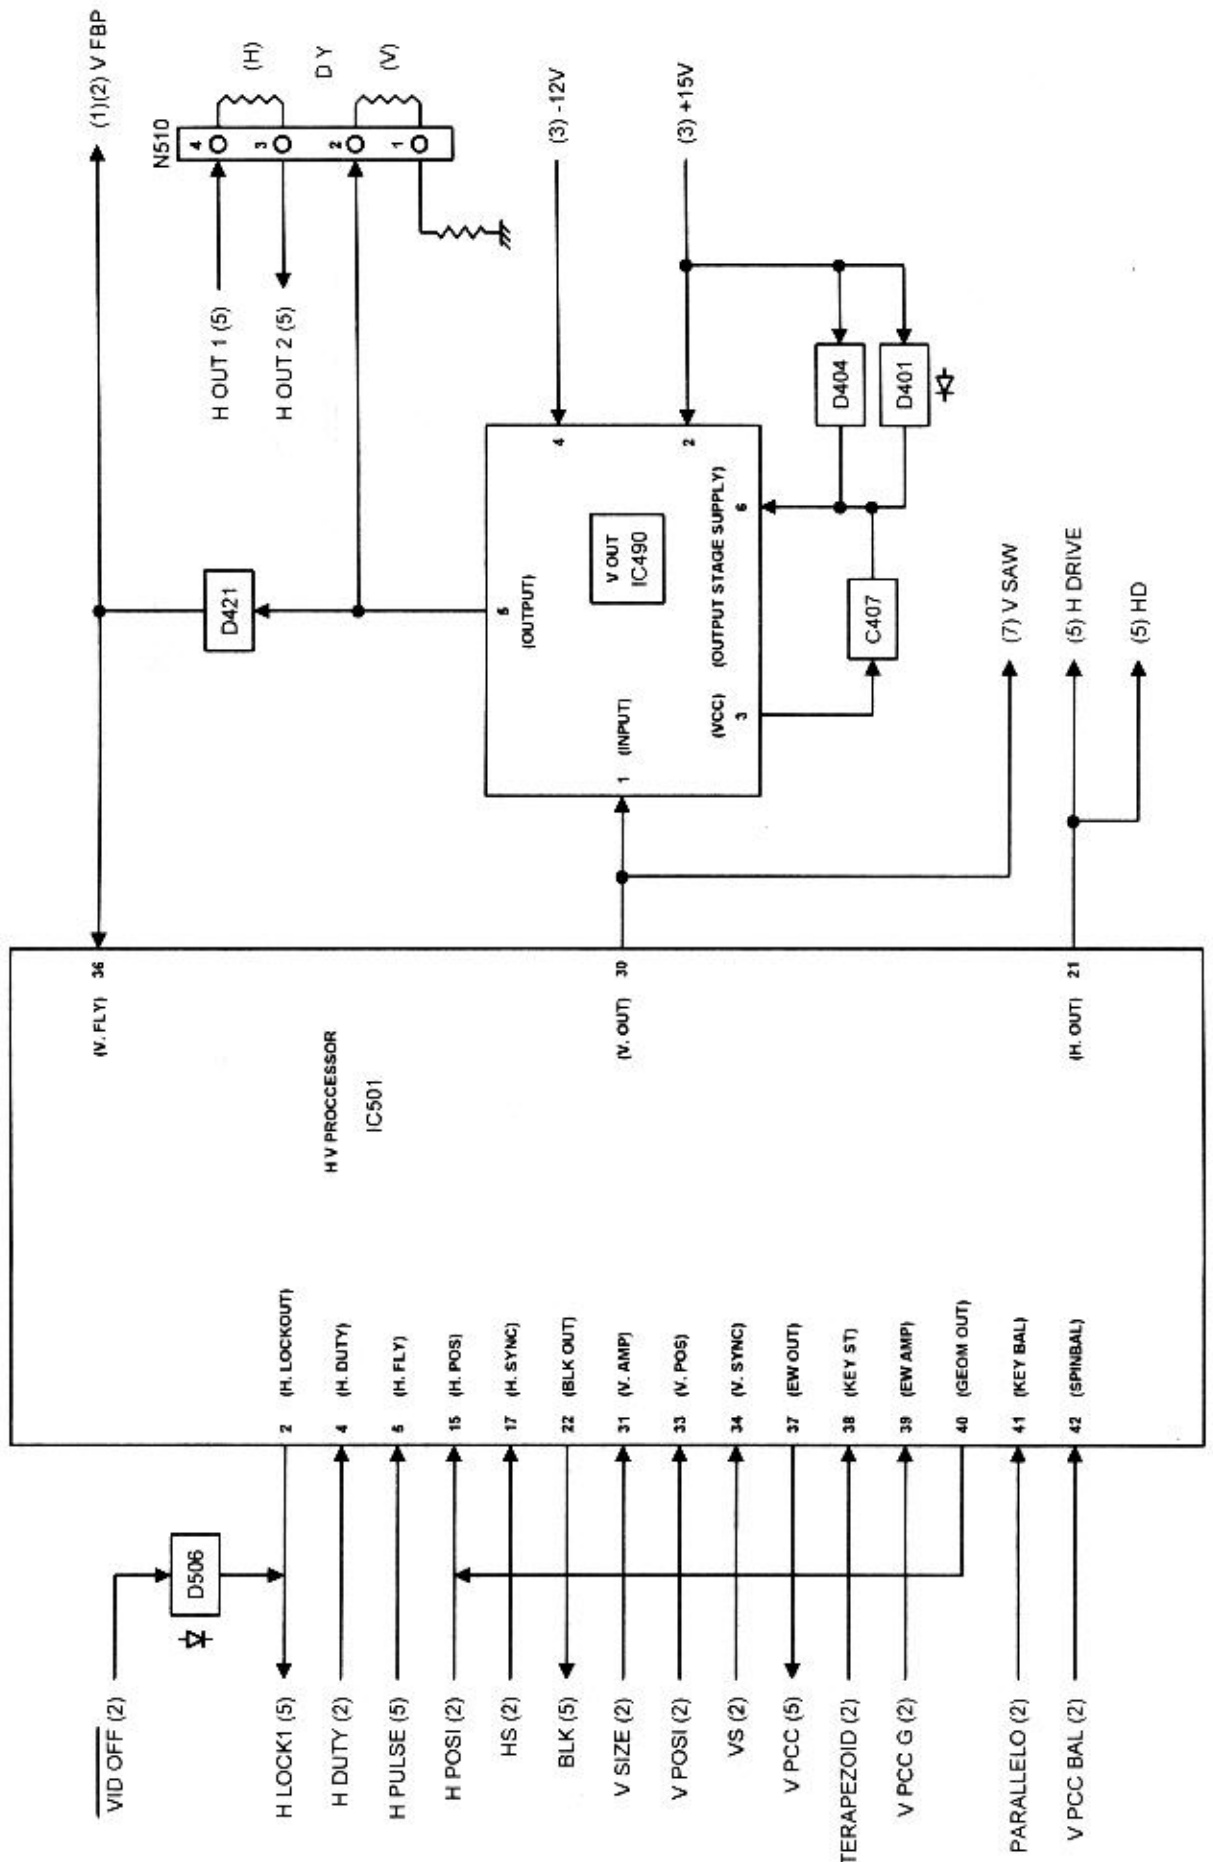 VID OFF (2)
D506
H LOCK1 (5)
2 (H. LOCKOUT)
H DUTY (2)
4 (H. DUTY)
H PULSE (5)
5 (H. FLY)
H POSI (2)
15 (H. POS)
HS (2)
17 (H. SYNC)
BLK (5)
22 (BLK OUT)
V SIZE (2)
31 (V. AMP)
V POSI (2)
33 (V. POS)
VS (2)
34 (V. SYNC)
V PCC (5)
37 (EW OUT)
TERAPEZOID (2)
38 (KEY ST)
V PCC G (2)
39 (EW AMP)
40 (GEOM OUT)
PARALLELO (2)
41 (KEY BAL)
V PCC BAL (2)
42 (SPINBAL)
H V PROCCESSOR
IC501
(V. FLY) 36
(V. OUT) 30
(H. OUT) 21
D421
(1)(2) V FBP
N510
4
3
2
1
(H)
D Y
(V)
H OUT 1 (5)
H OUT 2 (5)
5
(OUTPUT)
1 (INPUT)
V OUT
IC490
4
2
(VCC)
3
(OUTPUT STAGE SUPPLY)
6
(3) -12V
(3) +15V
D404
D401
C407
(7) V SAW
(5) H DRIVE
(5) HD